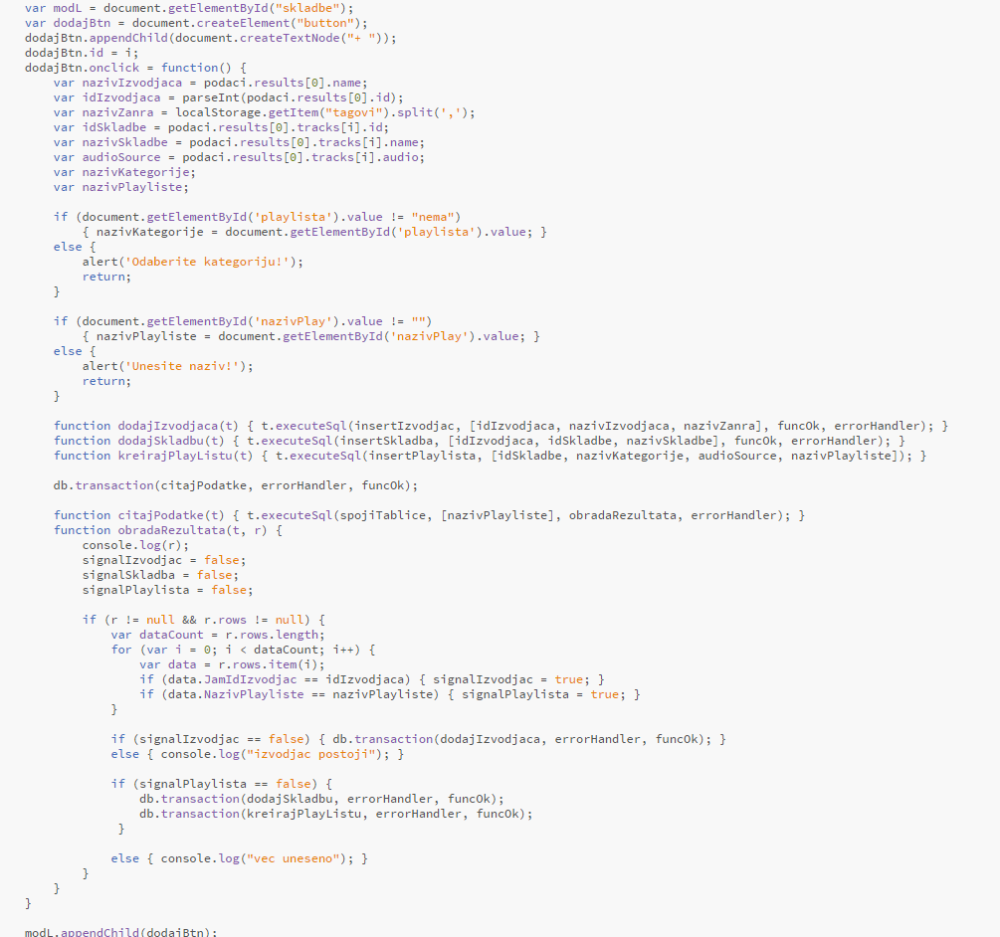 var modL = document.getElementById("skladbe");
var dodajBtn = document.createElement("button");
dodajBtn.appendChild(document.createTextNode("+ "));
dodajBtn.id = i;
dodajBtn.onclick = function() {
    var nazivIzvodjaca = podaci.results[0].name;
    var idIzvodjaca = parseInt(podaci.results[0].id);
    var nazivZanra = localStorage.getItem("tagovi").split(',');
    var idSkladbe = podaci.results[0].tracks[i].id;
    var nazivSkladbe = podaci.results[0].tracks[i].name;
    var audioSource = podaci.results[0].tracks[i].audio;
    var nazivKategorije;
    var nazivPlayliste;

    if (document.getElementById('playlista').value != "nema")
        { nazivKategorije = document.getElementById('playlista').value; }
    else {
        alert('Odaberite kategoriju!');
        return;
    }

    if (document.getElementById('nazivPlay').value != "")
        { nazivPlayliste = document.getElementById('nazivPlay').value; }
    else {
        alert('Unesite naziv!');
        return;
    }

    function dodajIzvodjaca(t) { t.executeSql(insertIzvodjac, [idIzvodjaca, nazivIzvodjaca, nazivZanra], funcOk, errorHandler); }
    function dodajSkladbu(t) { t.executeSql(insertSkladba, [idIzvodjaca, idSkladbe, nazivSkladbe], funcOk, errorHandler); }
    function kreirajPlayListu(t) { t.executeSql(insertPlaylista, [idSkladbe, nazivKategorije, audioSource, nazivPlayliste]); }

    db.transaction(citajPodatke, errorHandler, funcOk);

    function citajPodatke(t) { t.executeSql(spojiTablice, [nazivPlayliste], obradaRezultata, errorHandler); }
    function obradaRezultata(t, r) {
        console.log(r);
        signalIzvodjac = false;
        signalSkladba = false;
        signalPlaylista = false;

        if (r != null && r.rows != null) {
            var dataCount = r.rows.length;
            for (var i = 0; i < dataCount; i++) {
                var data = r.rows.item(i);
                if (data.JamIdIzvodjac == idIzvodjaca) { signalIzvodjac = true; }
                if (data.NazivPlayliste == nazivPlayliste) { signalPlaylista = true; }
            }

            if (signalIzvodjac == false) { db.transaction(dodajIzvodjaca, errorHandler, funcOk); }
            else { console.log("izvodjac postoji"); }

            if (signalPlaylista == false) {
                db.transaction(dodajSkladbu, errorHandler, funcOk);
                db.transaction(kreirajPlayListu, errorHandler, funcOk);
             }

            else { console.log("vec uneseno"); }
        }
    }
}

modL.appendChild(dodajBtn);